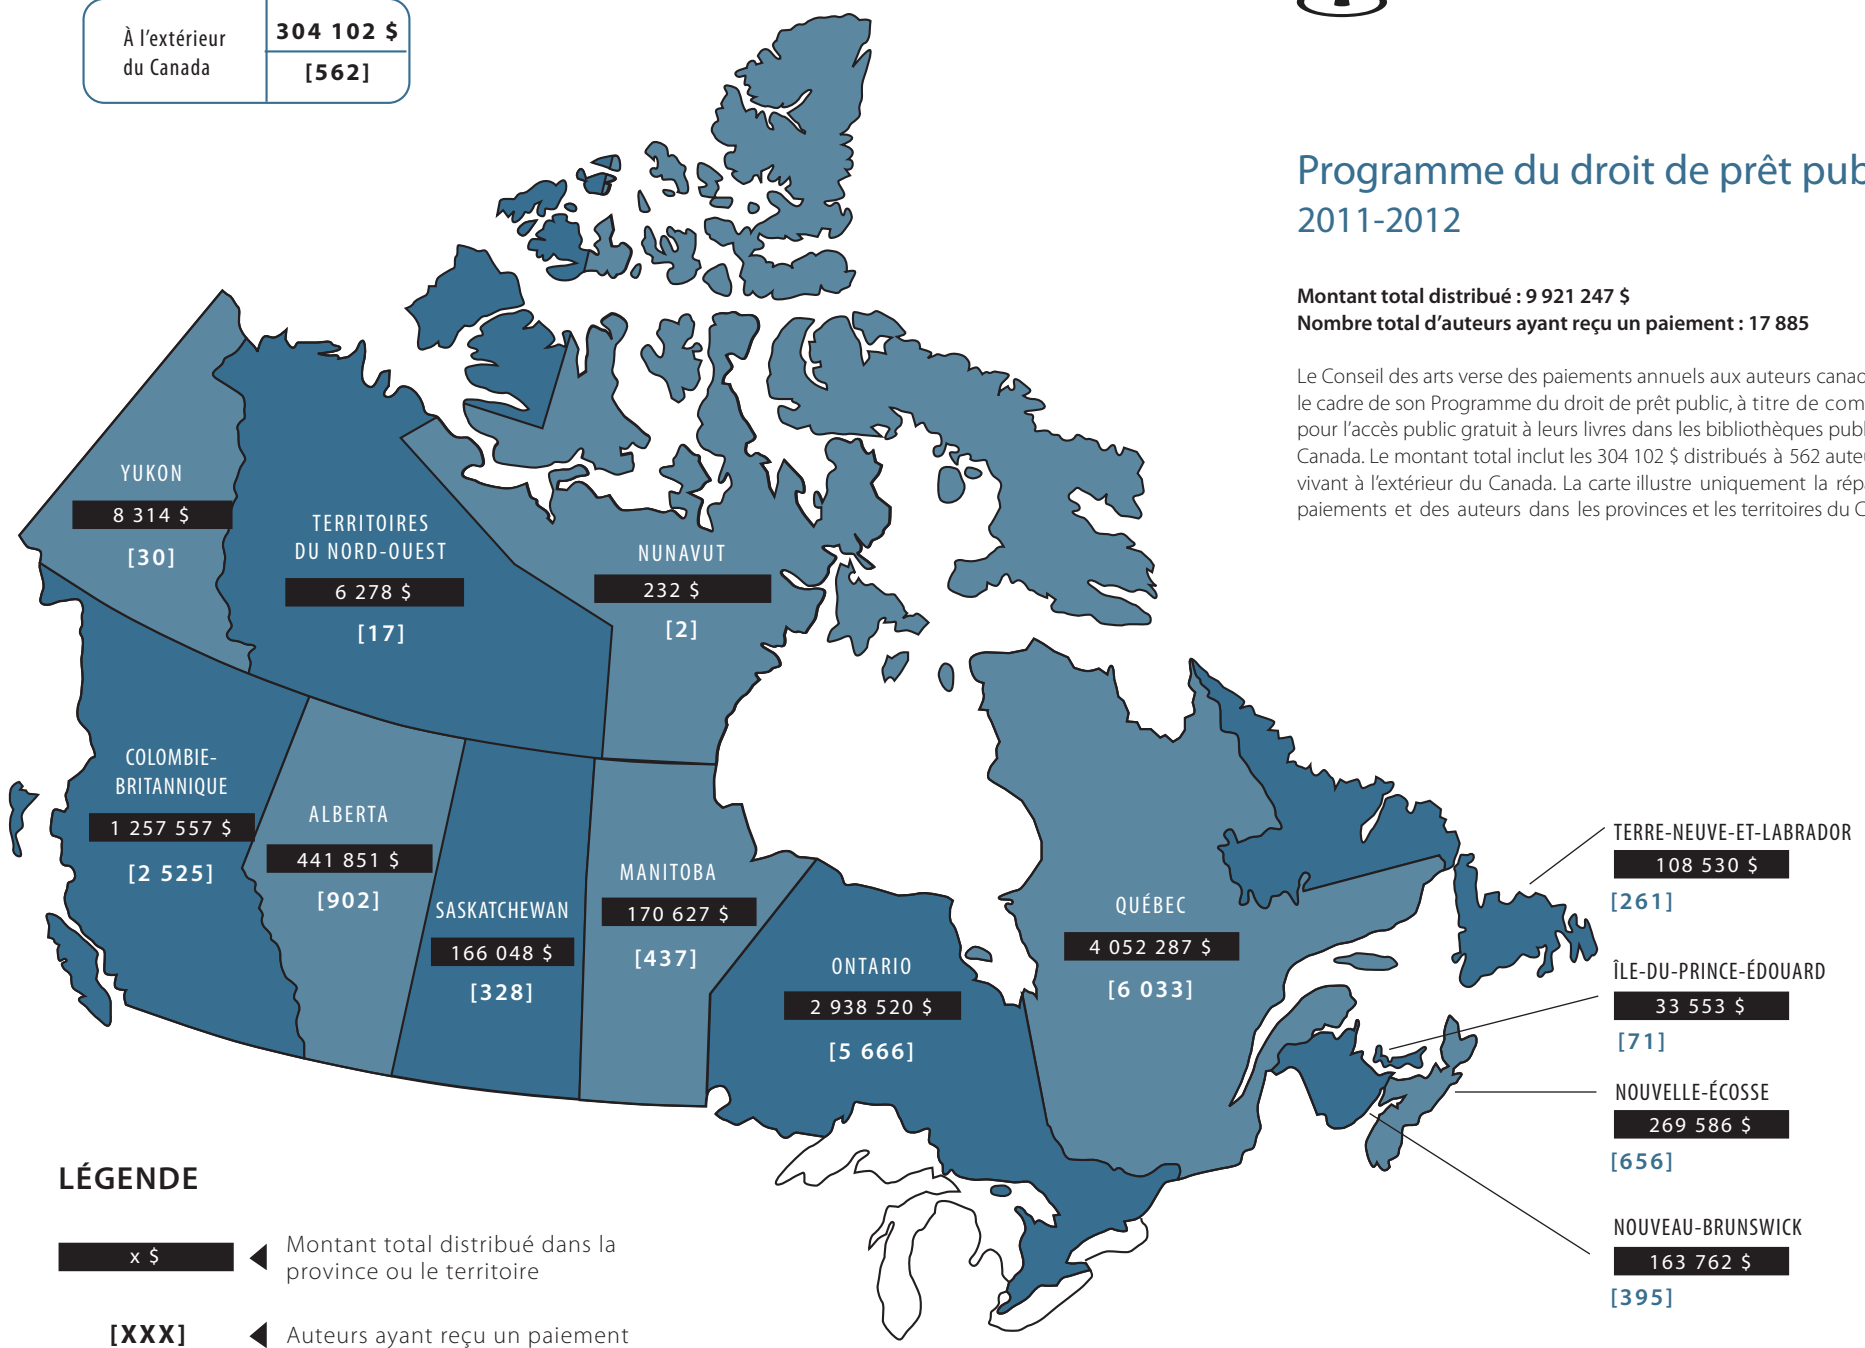 À l'extérieur
du Canada
304 102 $
[562]
Programme du droit de prêt pub
2011-2012
Montant total distribué : 9 921 247 $
Nombre total d'auteurs ayant reçu un paiement : 17 885
Le Conseil des arts verse des paiements annuels aux auteurs canad
le cadre de son Programme du droit de prêt public, à titre de com
pour l'accès public gratuit à leurs livres dans les bibliothèques publ
Canada. Le montant total inclut les 304 102 $ distribués à 562 auteu
vivant à l'extérieur du Canada. La carte illustre uniquement la répa
paiements et des auteurs dans les provinces et les territoires du C
YUKON
8 314 $
[30]
TERRITOIRES
DU NORD-OUEST
6 278 $
[17]
NUNAVUT
232 $
[2]
COLOMBIE-
BRITANNIQUE
1 257 557 $
[2 525]
ALBERTA
441 851 $
[902]
SASKATCHEWAN
166 048 $
[328]
MANITOBA
170 627 $
[437]
ONTARIO
2 938 520 $
[5 666]
QUÉBEC
4 052 287 $
[6 033]
TERRE-NEUVE-ET-LABRADOR
108 530 $
[261]
ÎLE-DU-PRINCE-ÉDOUARD
33 553 $
[71]
NOUVELLE-ÉCOSSE
269 586 $
[656]
NOUVEAU-BRUNSWICK
163 762 $
[395]
LÉGENDE
x $
Montant total distribué dans la
province ou le territoire
[XXX]
Auteurs ayant reçu un paiement